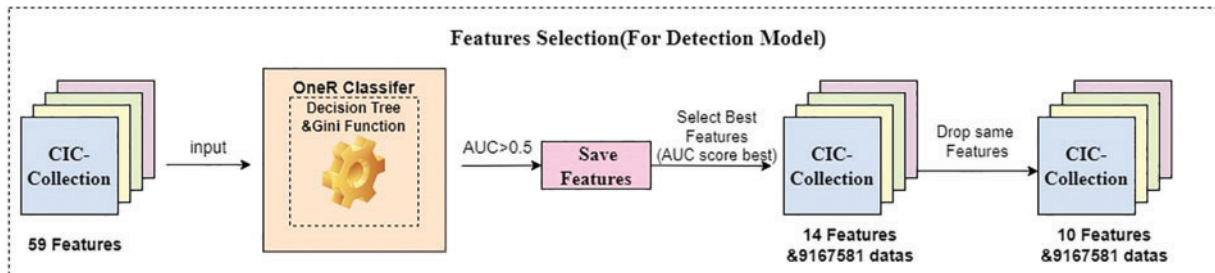 Features Selection(For Detection Model)
CIC-
Collection
59 Features
input
OneR Classifer
Decision Tree
&Gini Function
AUC>0.5
Save
Features
Select Best
Features
(AUC score best)
CIC-
Collection
14 Features
&9167581 datas
Drop same
Features
CIC-
Collection
10 Features
&9167581 datas